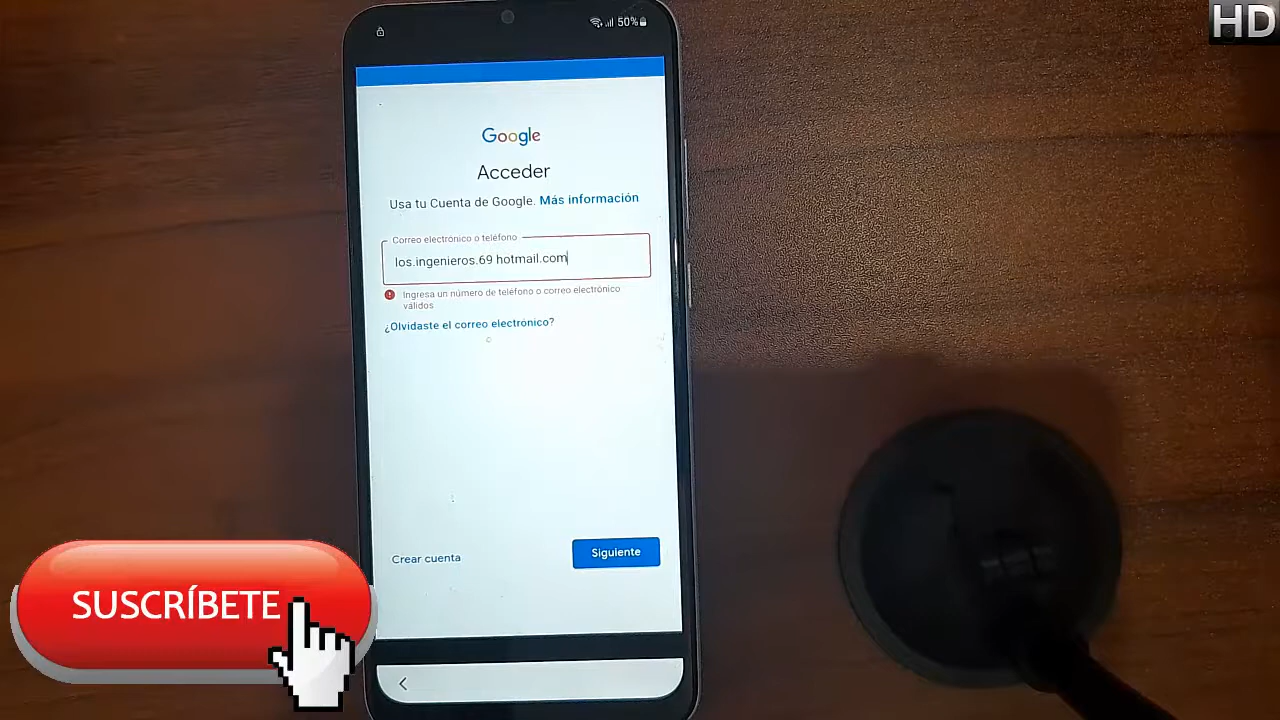 HD
50%
Google
Acceder
Usa tu Cuenta de Google. Más información
Correo electrónico o teléfono
los.ingenieros.69 hotmail.com
Ingresa un número de teléfono o correo electrónico
válidos
¿Olvidaste el correo electrónico?
Crear cuenta
Siguiente
SUSCRÍBETE